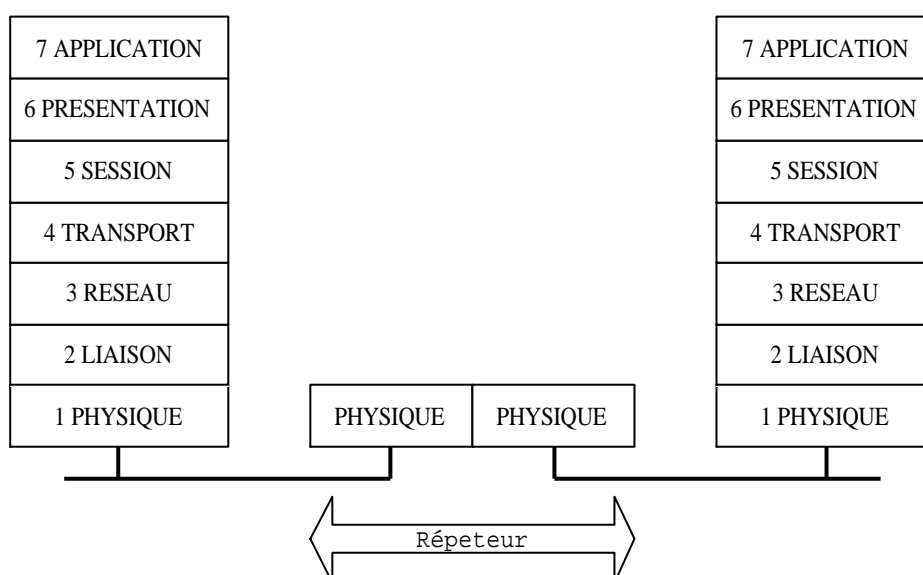 7 APPLICATION
6 PRESENTATION
5 SESSION
4 TRANSPORT
3 RESEAU
2 LIAISON
1 PHYSIQUE
PHYSIQUE
PHYSIQUE
7 APPLICATION
6 PRESENTATION
5 SESSION
4 TRANSPORT
3 RESEAU
2 LIAISON
1 PHYSIQUE
Répeteur